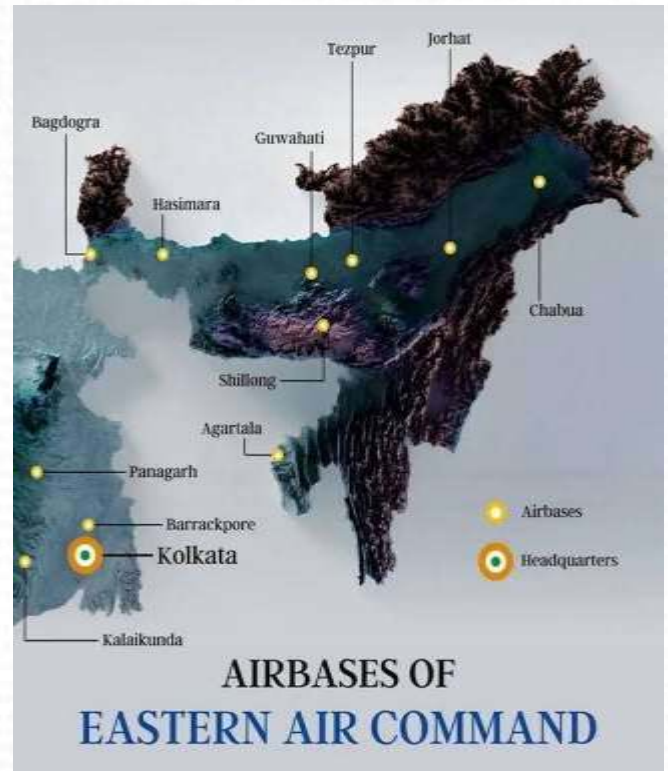 Jorhat
Tezpur
Bagdogra
Guwahati
Hasimara
Chabua
Shillong
Agartala
Panagarh
Airbases
Barrackpore
Kolkata
Headquarters
Kalaikunda
AIRBASES OF
EASTERN AIR COMMAND